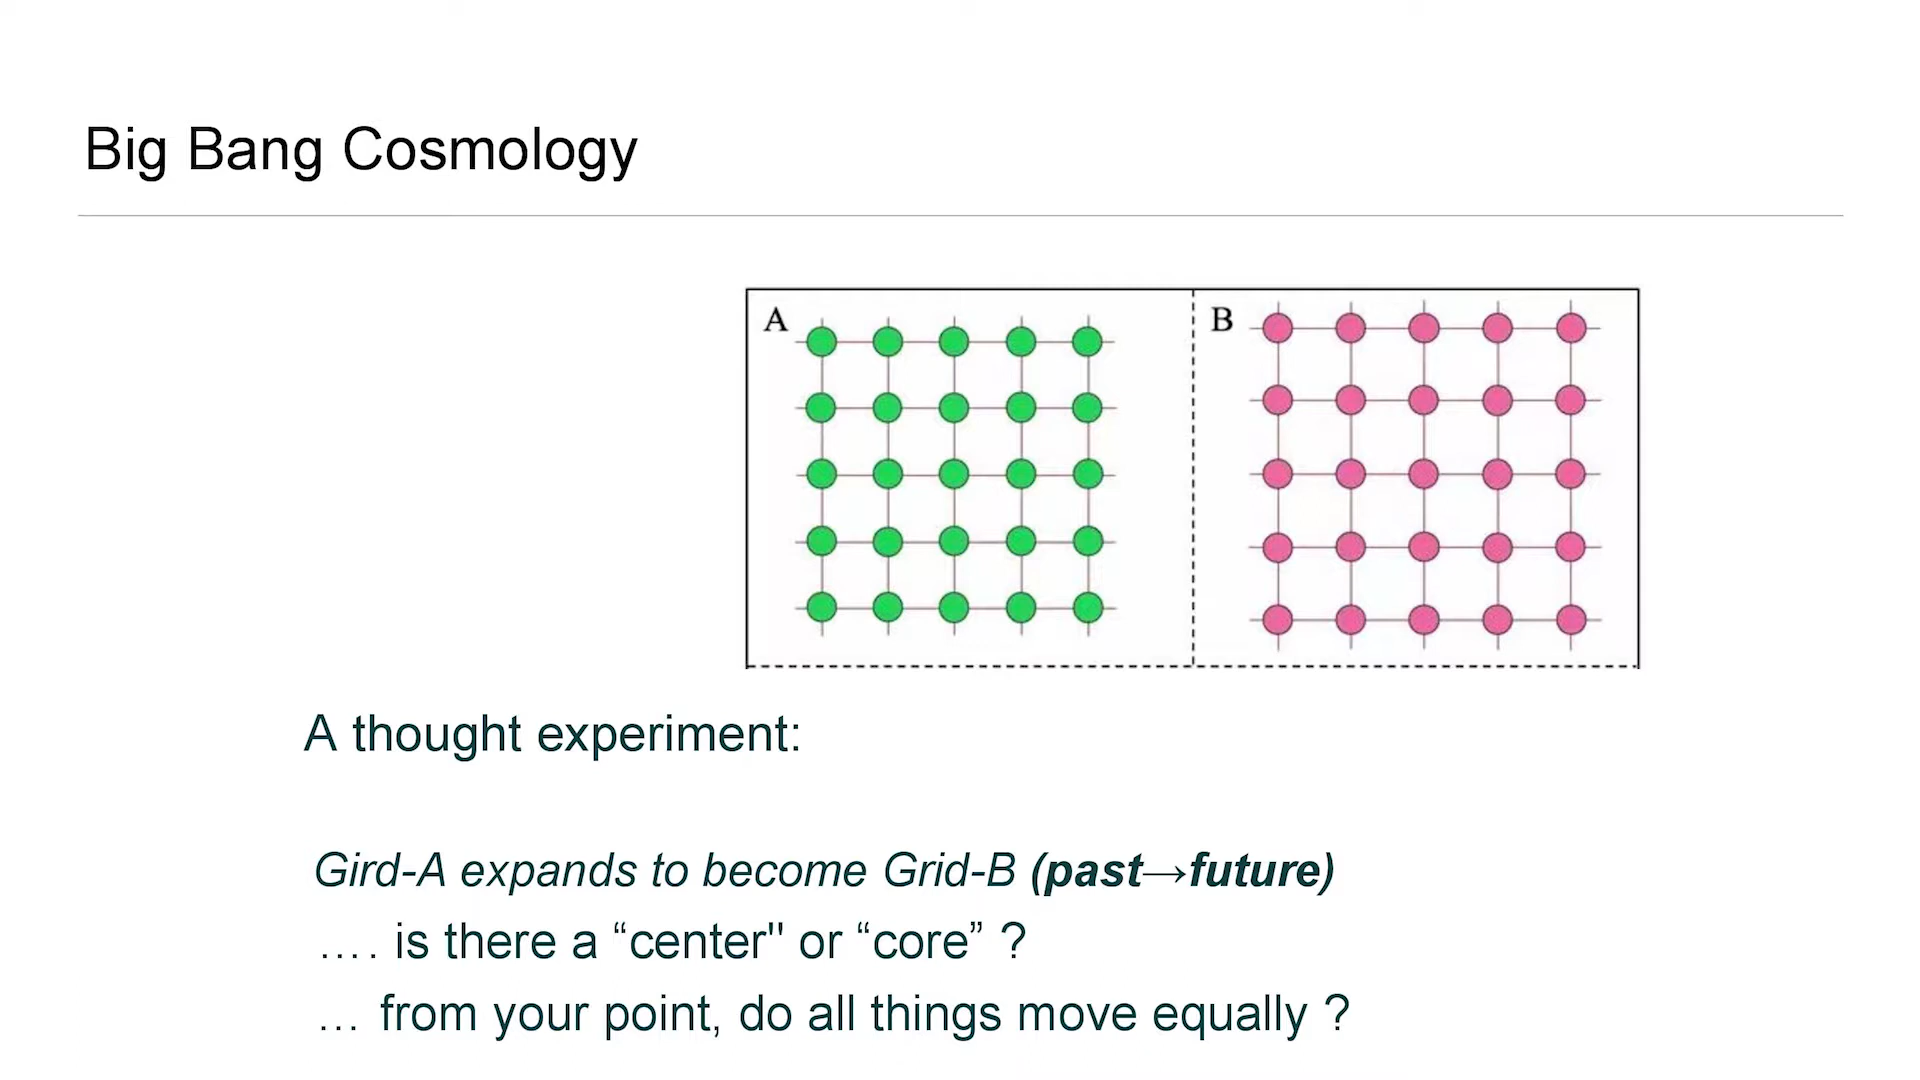 Big Bang Cosmology
A
B
A thought experiment:
Gird-A expands to become Grid-B (past→future)
…. is there a “center" or “core” ?
… from your point, do all things move equally ?